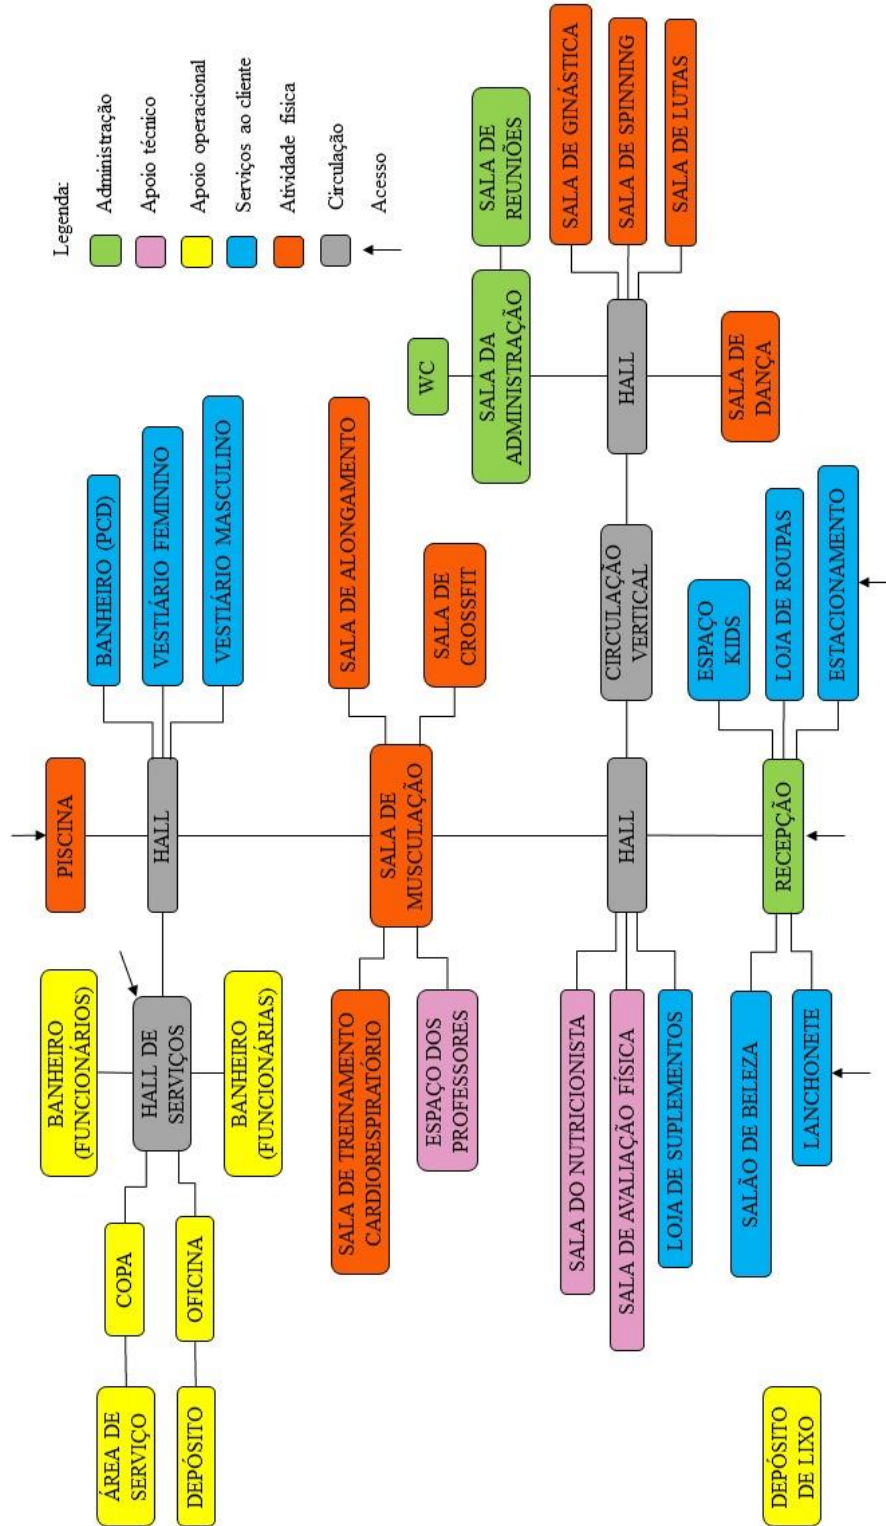 Legenda:
Administração
Apoio técnico
Apoio operacional
Serviços ao cliente
Atividade física
Circulação
Acesso
ÁREA DE
SERVIÇO
COPA
BANHEIRO
(FUNCIONÁRIOS)
PISCINA
BANHEIRO (PCD)
DEPÓSITO
OFICINA
HALL DE
SERVIÇOS
HALL
VESTIÁRIO FEMININO
BANHEIRO
(FUNCIONÁRIAS)
VESTIÁRIO MASCULINO
SALA DE TREINAMENTO
CARDIORESPIRATÓRIO
SALA DE
MUSCULAÇÃO
SALA DE ALONGAMENTO
ESPAÇO DOS
PROFESSORES
SALA DE
CROSSFIT
WC
SALA DA
ADMINISTRAÇÃO
SALA DE
REUNIÕES
SALA DO NUTRICIONISTA
SALA DE AVALIAÇÃO FÍSICA
LOJA DE SUPLEMENTOS
HALL
CIRCULAÇÃO
VERTICAL
HALL
SALA DE GINÁSTICA
SALA DE SPINNING
SALA DE LUTAS
SALA DE
DANÇA
SALÃO DE BELEZA
LANCHONETE
RECEPÇÃO
ESPAÇO
KIDS
LOJA DE ROUPAS
ESTACIONAMENTO
DEPÓSITO
DE LIXO